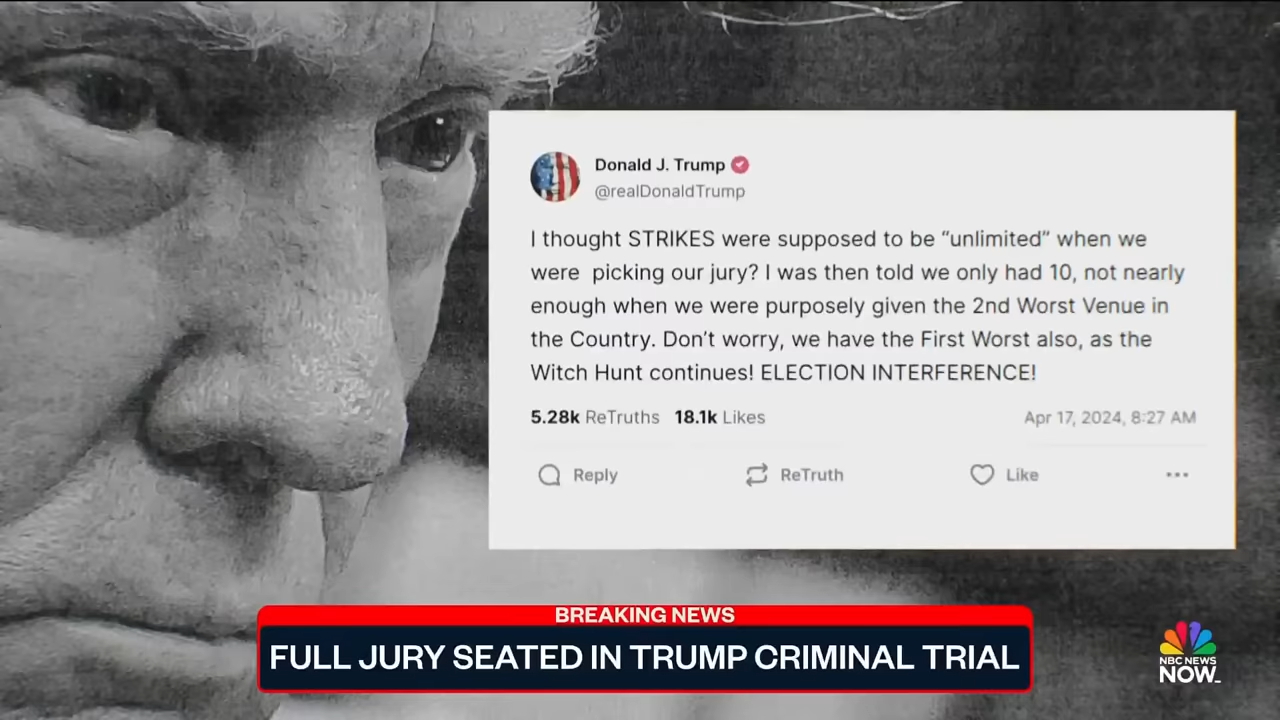 Donald J. Trump
@realDonaldTrump
I thought STRIKES were supposed to be “unlimited” when we
were  picking our jury? I was then told we only had 10, not nearly
enough when we were purposely given the 2nd Worst Venue in
the Country. Don’t worry, we have the First Worst also, as the
Witch Hunt continues! ELECTION INTERFERENCE!
5.28k ReTruths 18.1k Likes Apr 17, 2024, 8:27 AM
Reply ReTruth Like
BREAKING NEWS
FULL JURY SEATED IN TRUMP CRIMINAL TRIAL
NBC NEWS
NOW_